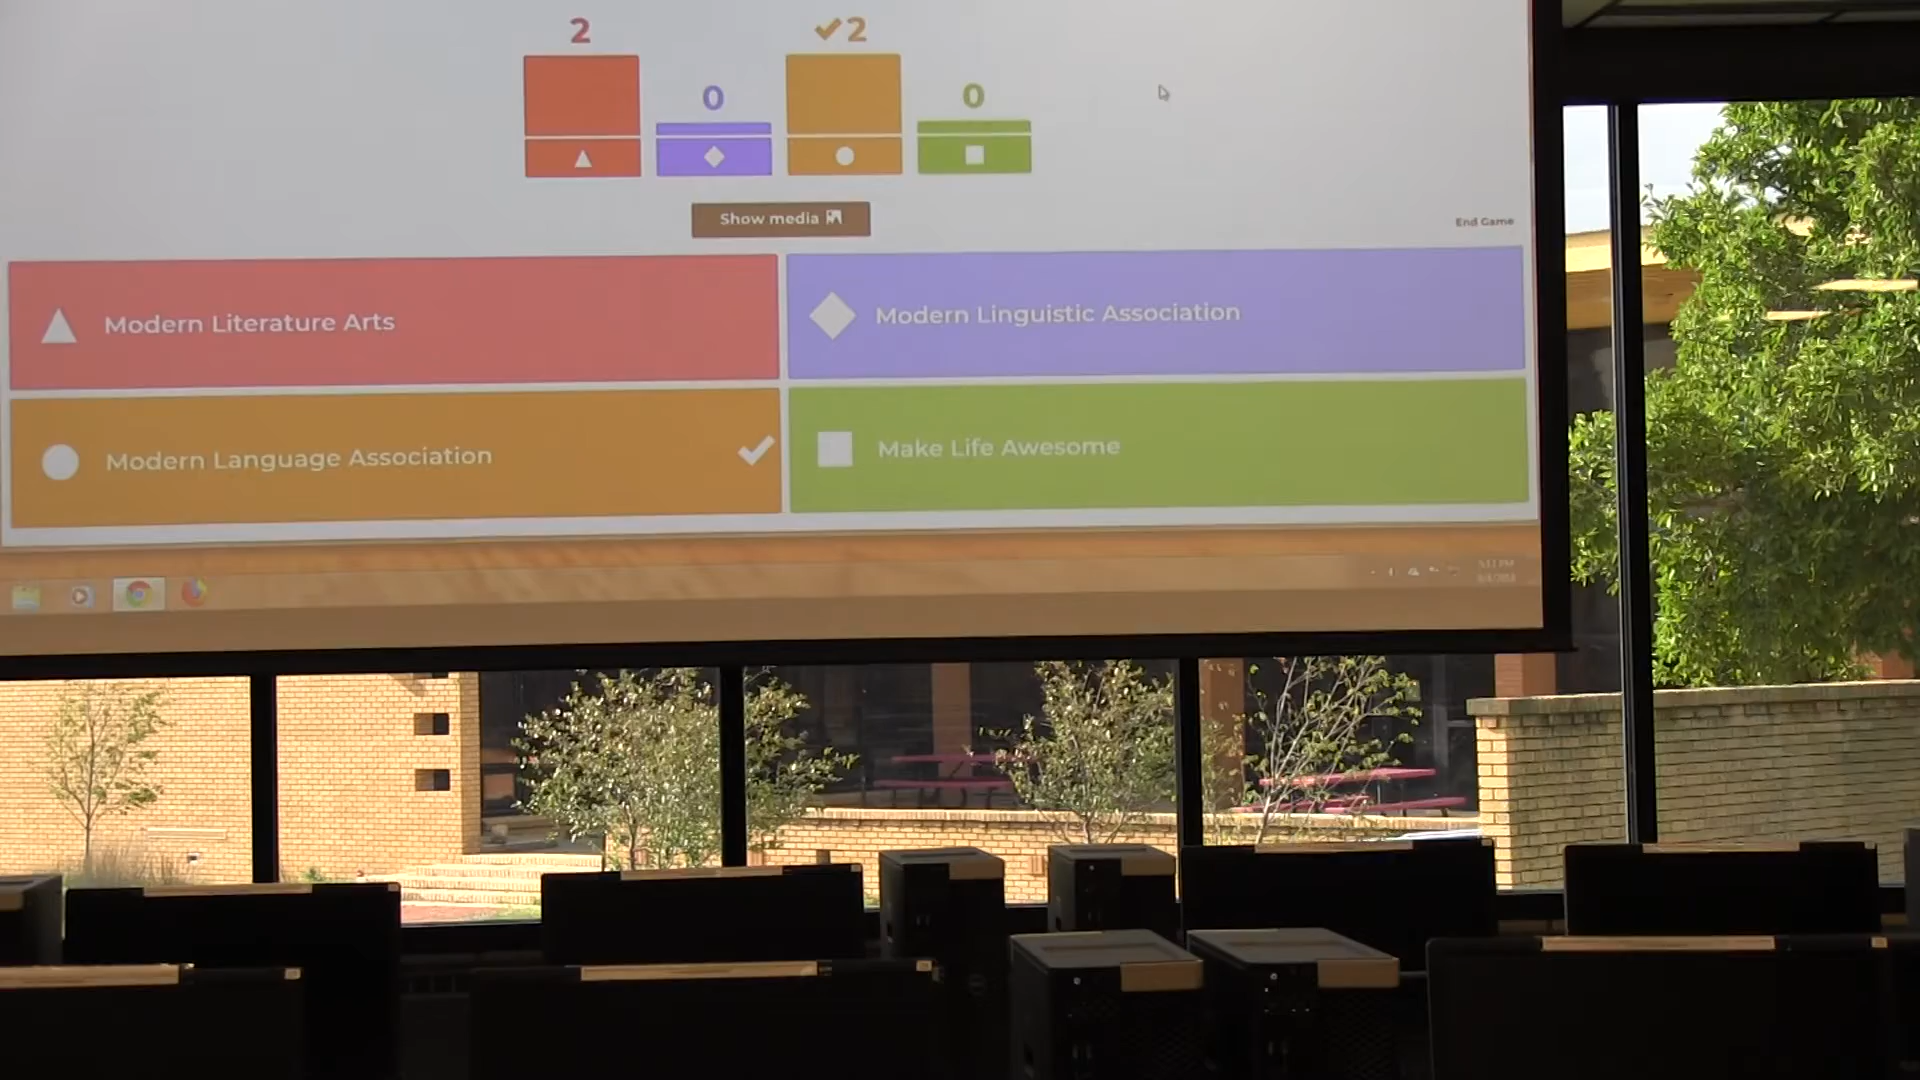 2
0
2
0
Show media
End Game
Modern Literature Arts
Modern Linguistic Association
Modern Language Association
Make Life Awesome